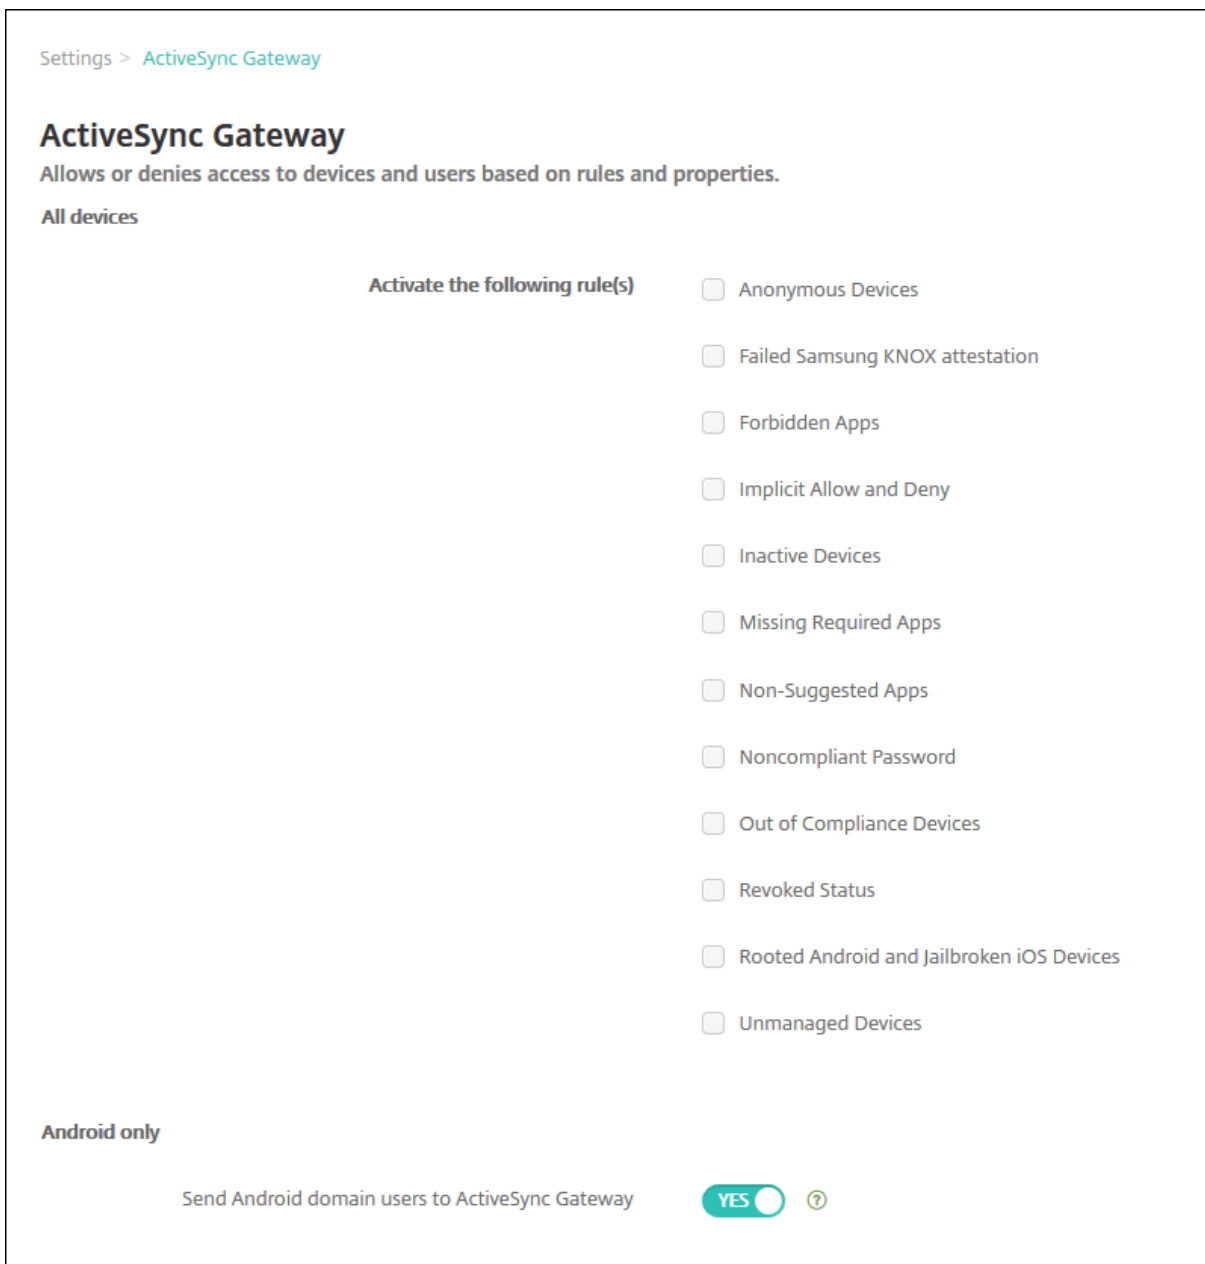 Settings > ActiveSync Gateway
ActiveSync Gateway
Allows or denies access to devices and users based on rules and properties.
All devices
Activate the following rule(s)
Anonymous Devices
Failed Samsung KNOX attestation
Forbidden Apps
Implicit Allow and Deny
Inactive Devices
Missing Required Apps
Non-Suggested Apps
Noncompliant Password
Out of Compliance Devices
Revoked Status
Rooted Android and Jailbroken iOS Devices
Unmanaged Devices
Android only
Send Android domain users to ActiveSync Gateway YES ?